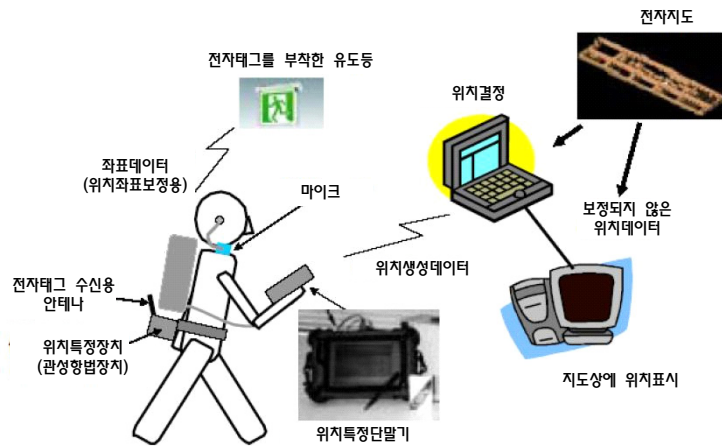 전자지도
전자태그를 부착한 유도등
위치결정
좌표데이터
(위치좌표보정용)
마이크
보정되지 않은
위치데이터
위치생성데이터
전자태그 수신용
안테나
위치특정장치
(관성항법장치)
지도상에 위치표시
위치특정단말기